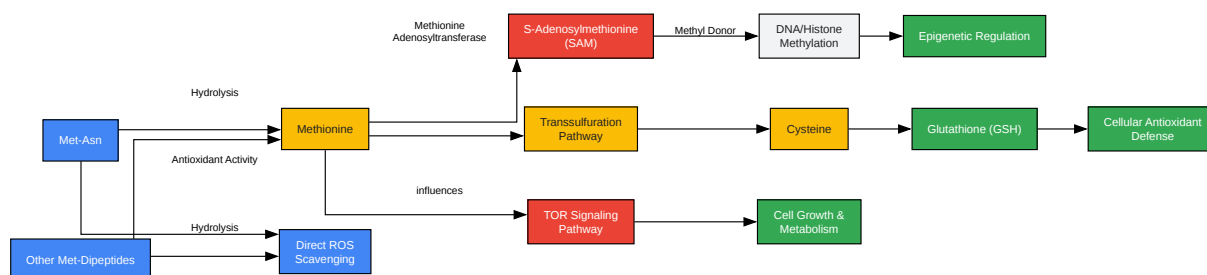 Methionine
Adenosyltransferase
S-Adenosylmethionine
(SAM)
Methyl Donor
DNA/Histone
Methylation
Epigenetic Regulation
Hydrolysis
Met-Asn
Methionine
Transsulfuration
Pathway
Cysteine
Glutathione (GSH)
Cellular Antioxidant
Defense
Antioxidant Activity
influences
TOR Signaling
Pathway
Cell Growth &
Metabolism
Hydrolysis
Other Met-Dipeptides
Direct ROS
Scavenging